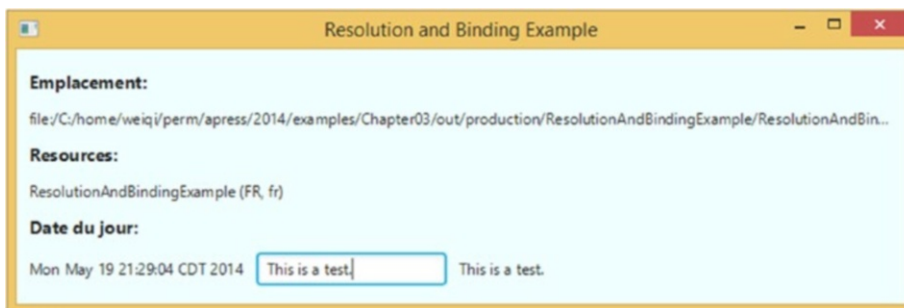 Resolution and Binding Example
Emplacement:
file:/C:/home/weiqi/perm/apress/2014/examples/Chapter03/out/production/ResolutionAndBindingExample/ResolutionAndBin...
Resources:
ResolutionAndBindingExample (FR, fr)
Date du jour:
Mon May 19 21:29:04 CDT 2014 This is a test. This is a test.